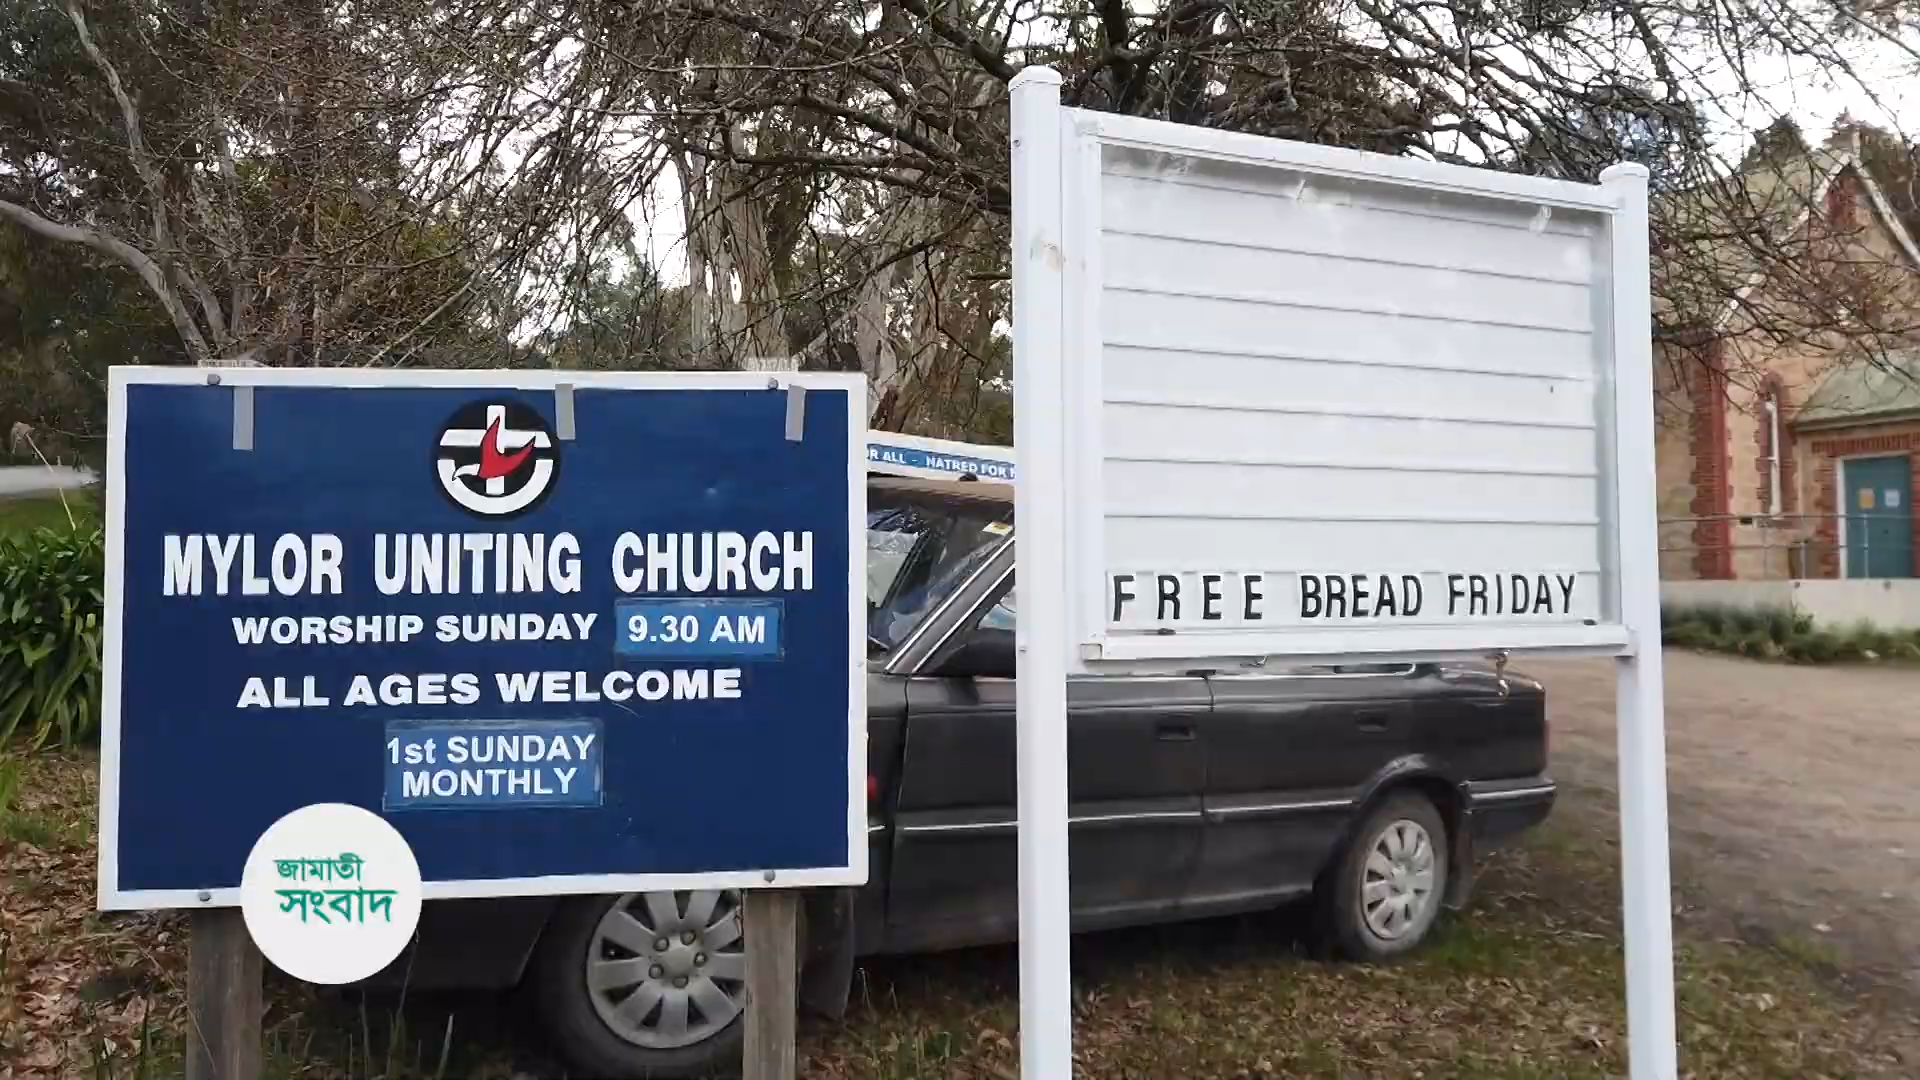 MYLOR UNITING CHURCH
WORSHIP SUNDAY 9.30 AM
ALL AGES WELCOME
1st SUNDAY
MONTHLY
জামাতী
সংবাদ
ALL - HATRED FOR
FREE BREAD FRIDAY